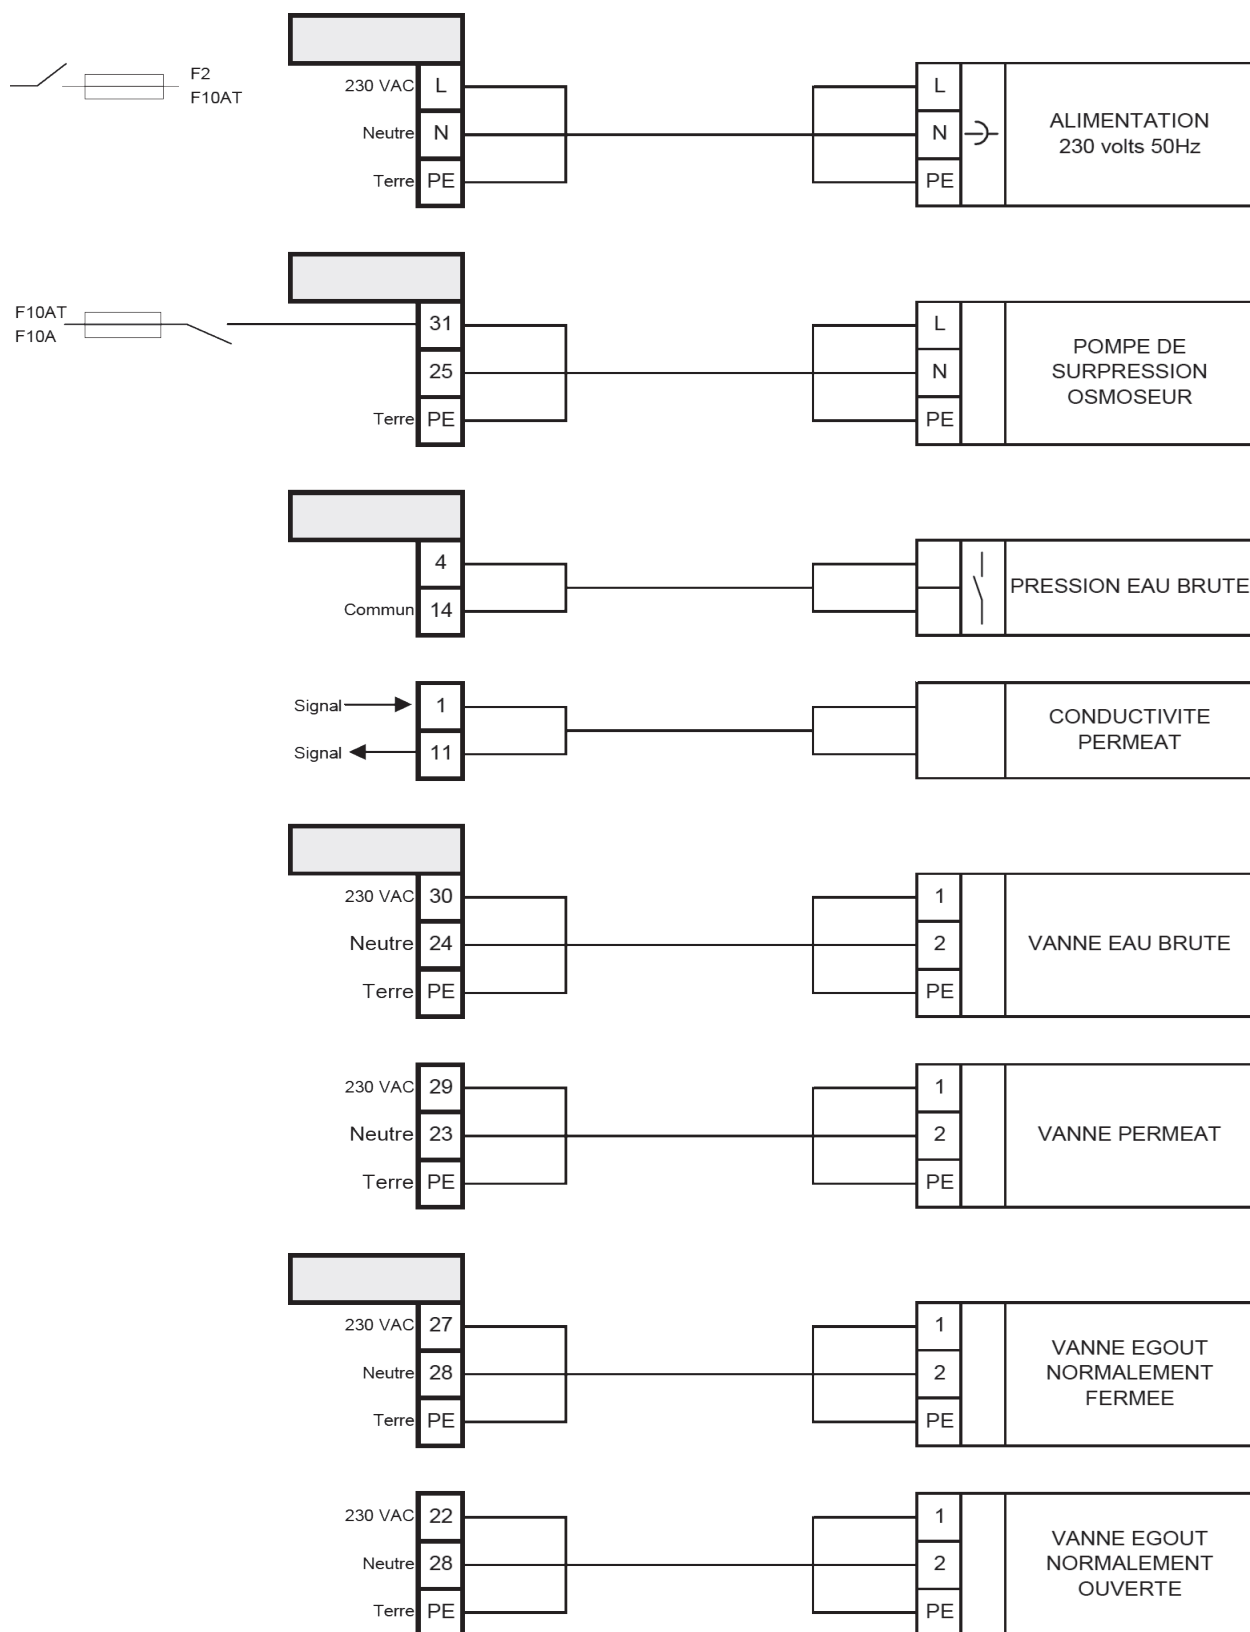 F2
F10AT
230 VAC L
Neutre N
Terre PE
L
N
PE
ALIMENTATION
230 volts 50Hz
F10AT
F10A
31
25
Terre PE
L
N
PE
POMPE DE
SURPRESSION
OSMOSEUR
4
Commun 14
PRESSION EAU BRUTE
Signal 1
Signal 11
CONDUCTIVITE
PERMEAT
230 VAC 30
Neutre 24
Terre PE
1
2
PE
VANNE EAU BRUTE
230 VAC 29
Neutre 23
Terre PE
1
2
PE
VANNE PERMEAT
230 VAC 27
Neutre 28
Terre PE
1
2
PE
VANNE EGOUT
NORMALEMENT
FERMEE
230 VAC 22
Neutre 28
Terre PE
1
2
PE
VANNE EGOUT
NORMALEMENT
OUVERTE